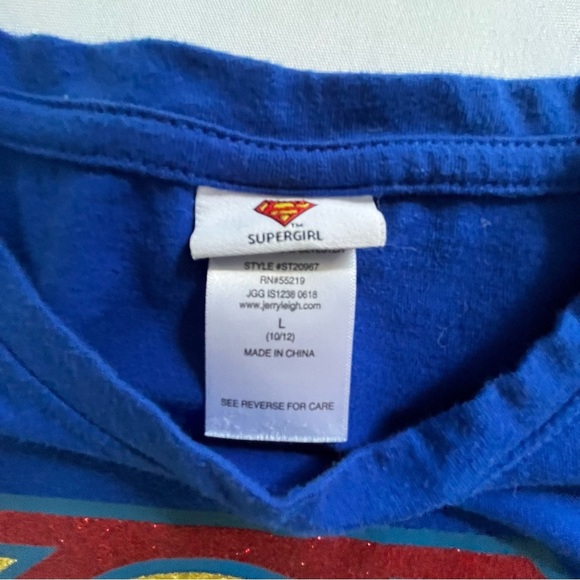 TM
SUPERGIRL
STYLE #ST20967
RN#55219
JGG IS1238 0618
www.jerryleigh.com
L
(10/12)
MADE IN CHINA
SEE REVERSE FOR CARE